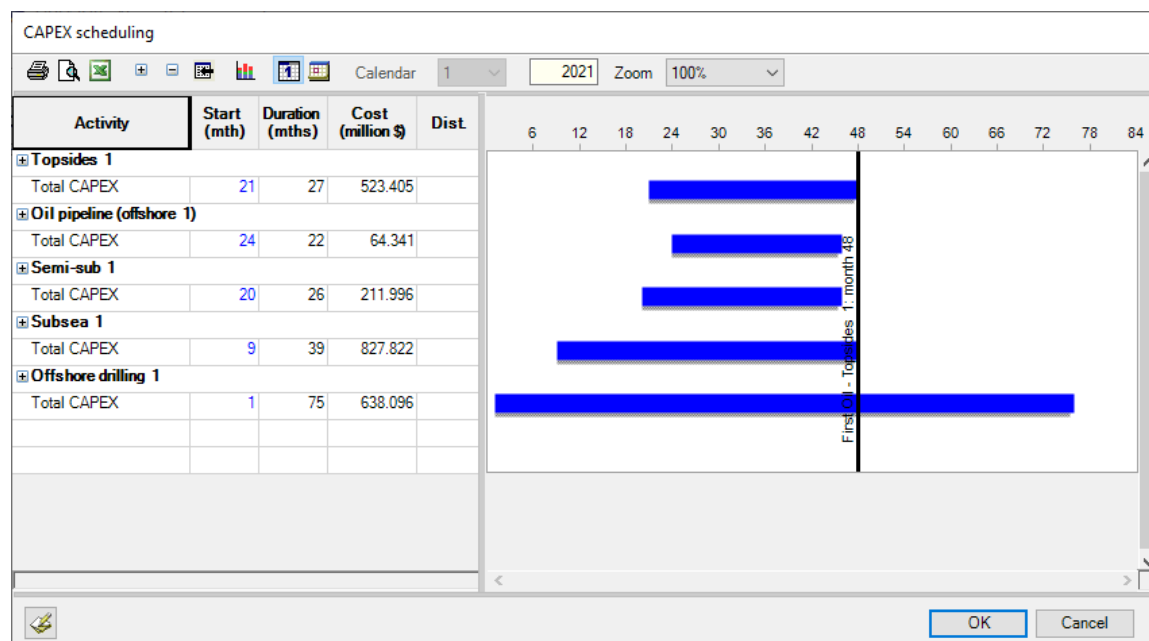 CAPEX scheduling
1 Calendar 1 2021 Zoom 100%
Activity Start (mth) Duration (mths) Cost (million $) Dist.
6 12 18 24 30 36 42 48 54 60 66 72 78 84
Topsides 1
Total CAPEX 21 27 523.405
Oil pipeline (offshore 1)
Total CAPEX 24 22 64.341
Semi-sub 1
Total CAPEX 20 26 211.996
Subsea 1
Total CAPEX 9 39 827.822
Offshore drilling 1
Total CAPEX 1 75 638.096
First Oil - Topsides 1: month 48
OK Cancel